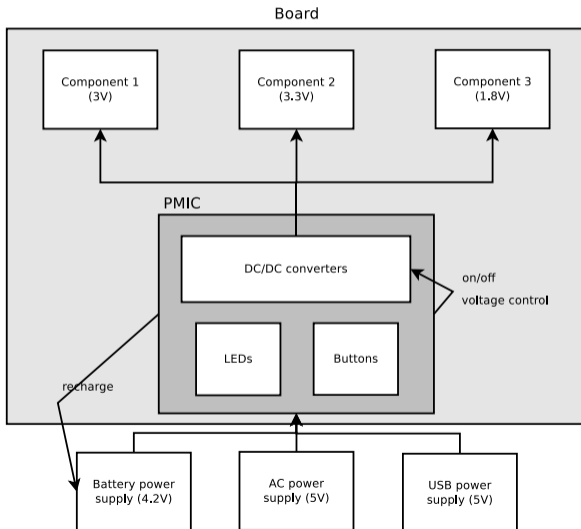 Board
Component 1
(3V)
Component 2
(3.3V)
Component 3
(1.8V)
PMIC
DC/DC converters
on/off
voltage control
LEDs
Buttons
recharge
Battery power
supply (4.2V)
AC power
supply (5V)
USB power
supply (5V)